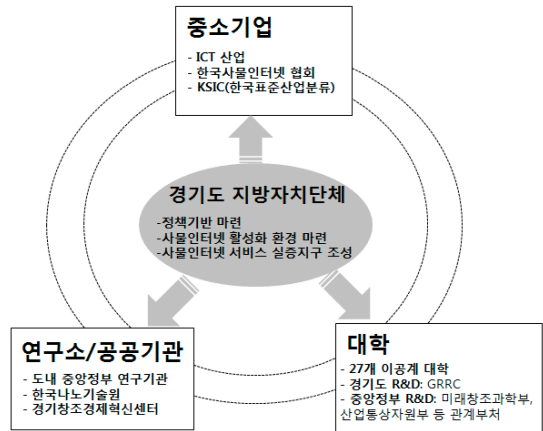 중소기업
- ICT 산업
- 한국사물인터넷 협회
- KSIC(한국표준산업분류)
경기도 지방자치단체
-정책기반 마련
-사물인터넷 활성화 환경 마련
-사물인터넷 서비스 실증지구 조성
연구소/공공기관
- 도내 중앙정부 연구기관
- 한국나노기술원
- 경기창조경제혁신센터
대학
- 27개 이공계 대학
- 경기도 R&D: GRRC
- 중앙정부 R&D: 미래창조과학부,
산업통상자원부 등 관계부처